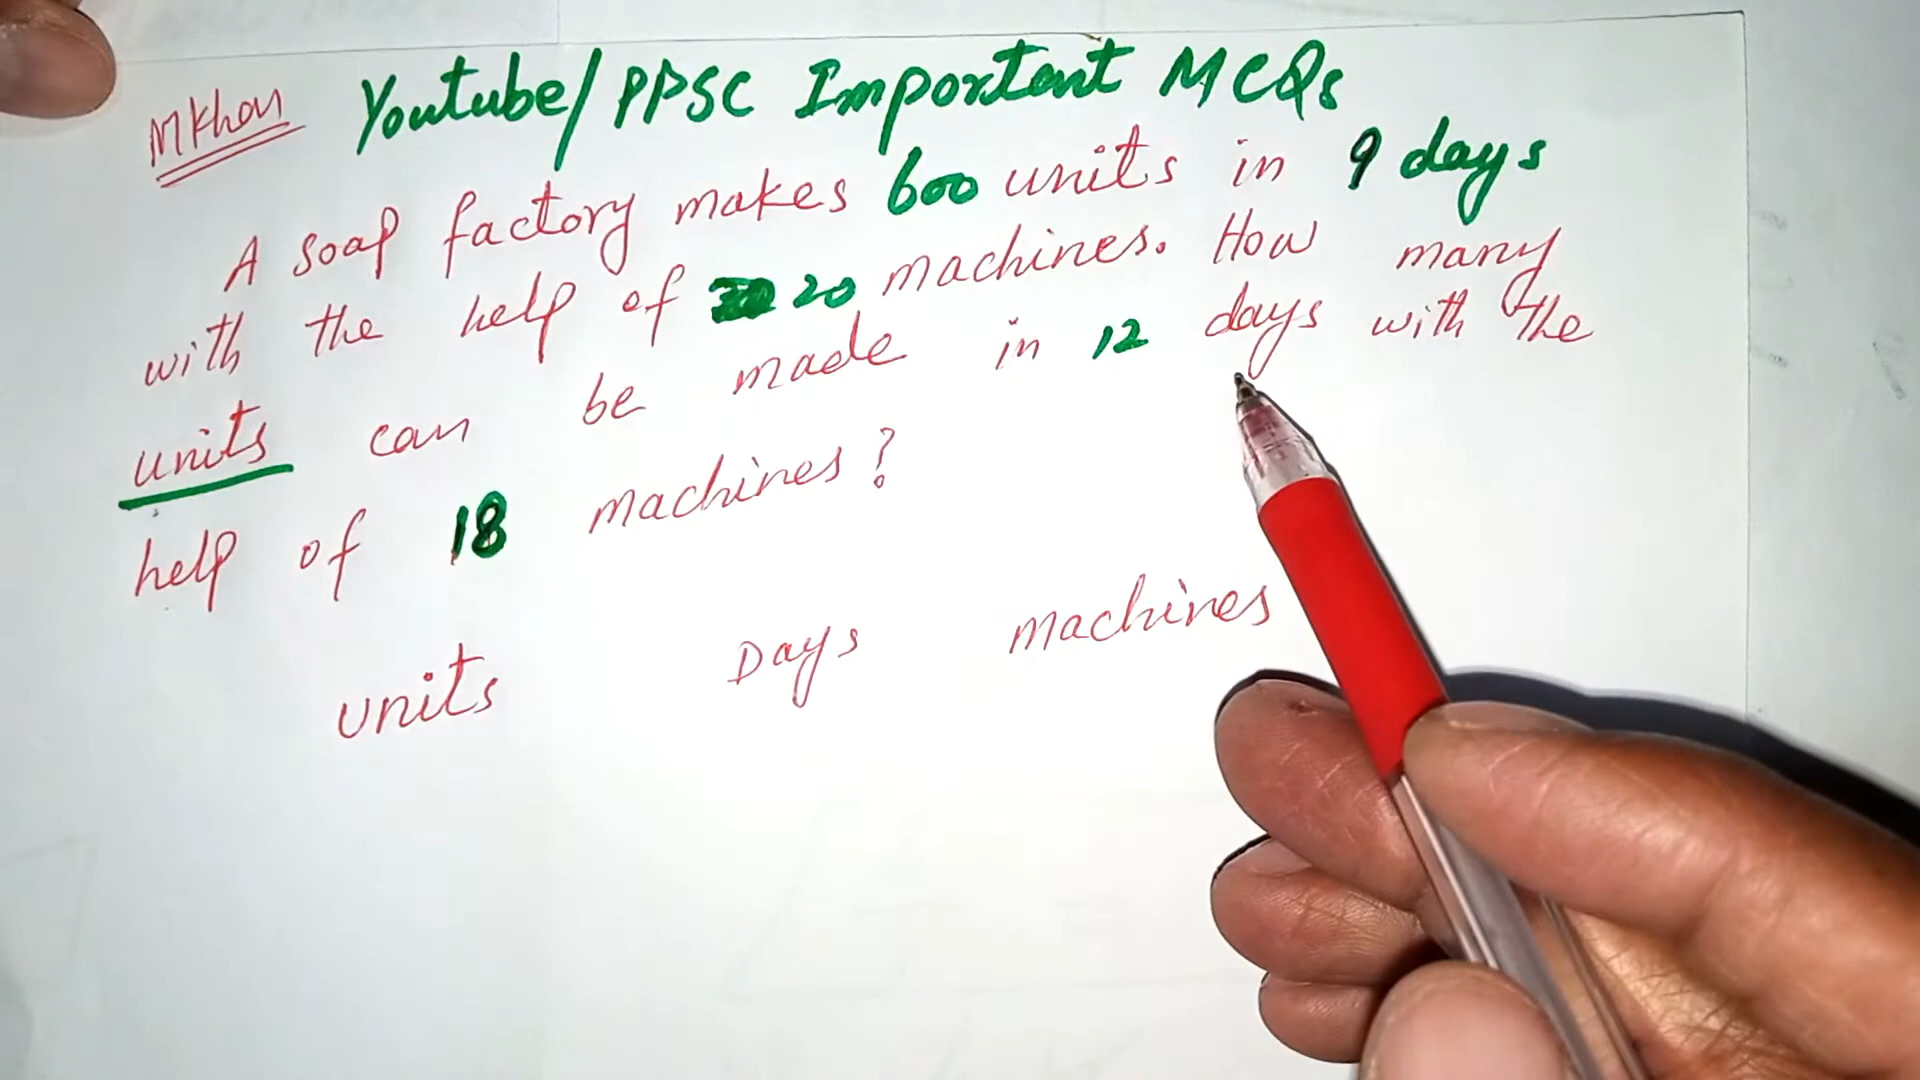 MKhan Youtube/PPSC Important MCQs
A soap factory makes 600 units in 9 days
with the help of 20 machines. How many
units can be made in 12 days with the
help of 18 machines?
units Days Machines